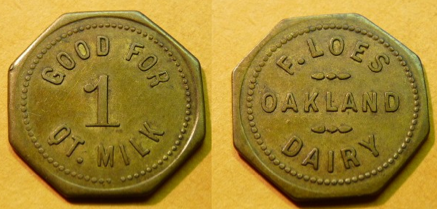 GOOD FOR
1
QT. MILK
F. LOES
OAKLAND
DAIRY